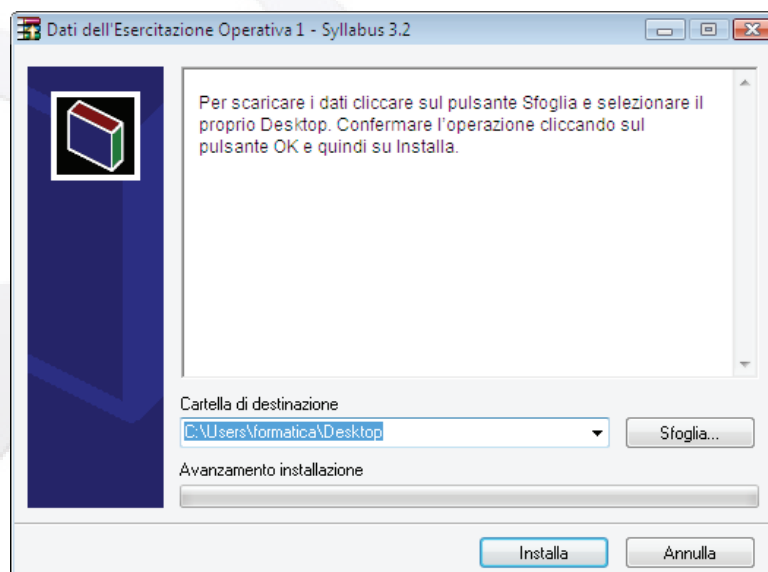 Dati dell'Esercitazione Operativa 1 - Syllabus 3.2
Per scaricare i dati cliccare sul pulsante Sfoglia e selezionare il
proprio Desktop. Confermare l'operazione cliccando sul
pulsante OK e quindi su Installa.
Cartella di destinazione
C:\Users\formatica\Desktop
Sfoglia...
Avanzamento installazione
Installa
Annulla